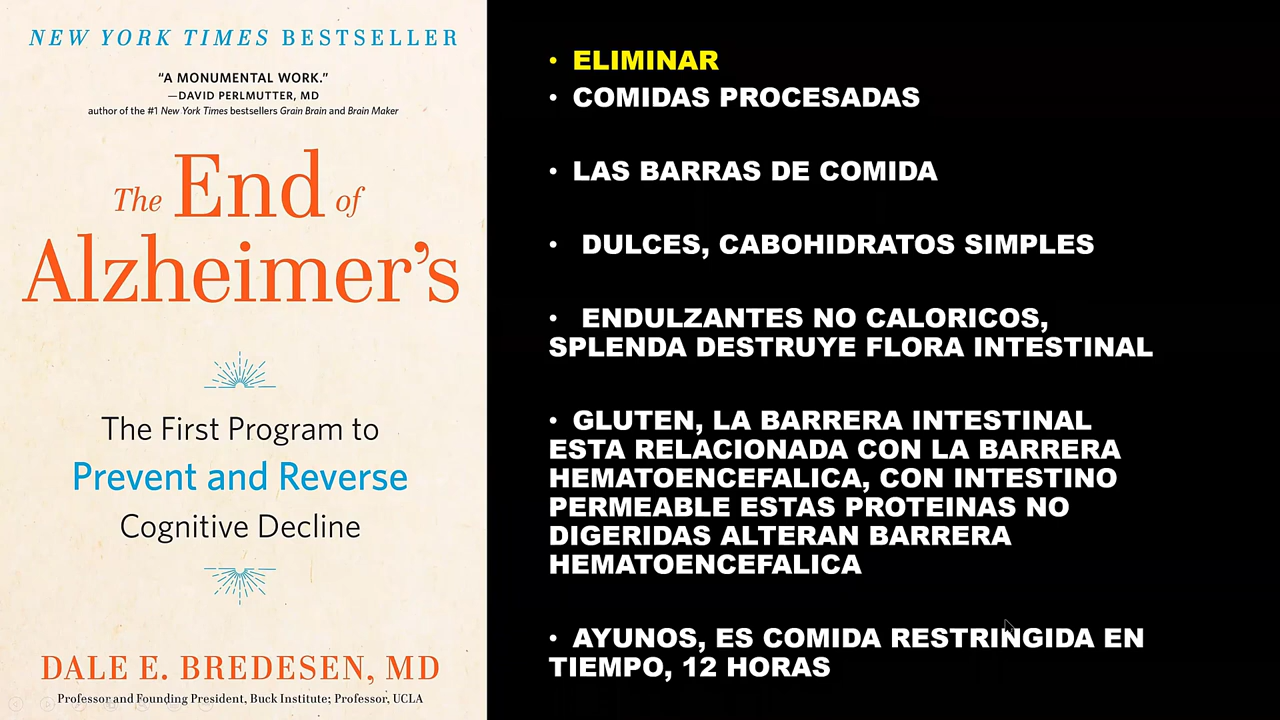 NEW YORK TIMES BESTSELLER
“A MONUMENTAL WORK.”
—DAVID PERLMUTTER, MD
author of the #1 New York Times bestsellers Grain Brain and Brain Maker
The End of
Alzheimer’s
The First Program to
Prevent and Reverse
Cognitive Decline
DALE E. BREDESEN, MD
Professor and Founding President, Buck Institute; Professor, UCLA
• ELIMINAR
• COMIDAS PROCESADAS
• LAS BARRAS DE COMIDA
• DULCES, CABOHIDRATOS SIMPLES
• ENDULZANTES NO CALORICOS,
SPLENDA DESTRUYE FLORA INTESTINAL
• GLUTEN, LA BARRERA INTESTINAL
ESTA RELACIONADA CON LA BARRERA
HEMATOENCEFALICA, CON INTESTINO
PERMEABLE ESTAS PROTEINAS NO
DIGERIDAS ALTERAN BARRERA
HEMATOENCEFALICA
• AYUNOS, ES COMIDA RESTRINGIDA EN
TIEMPO, 12 HORAS